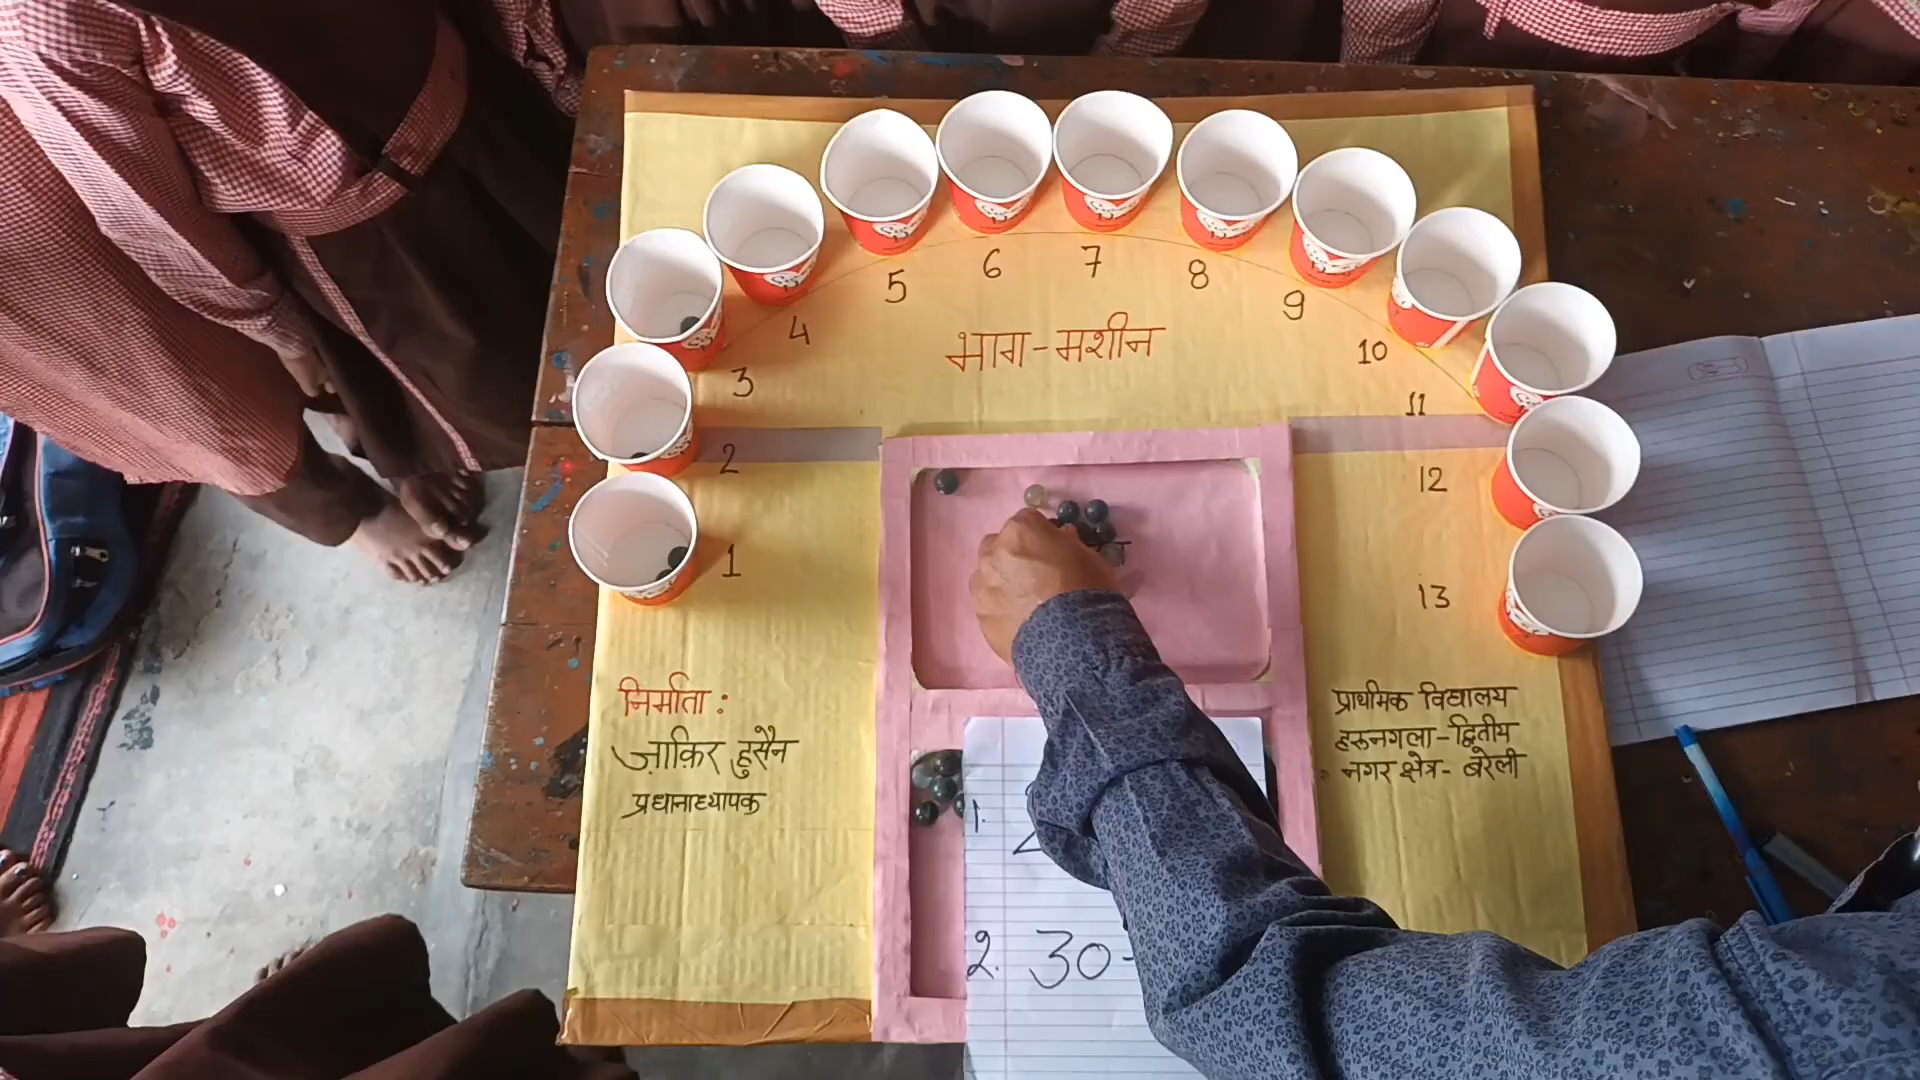 5 6 7 8
4 9
3 10
2 11
1 12
13
भाग-मशीन
निर्माता :
ज़ाकिर हुसैन
प्रधानाध्यापक
प्राथमिक विद्यालय
हरूनगला-द्वितीय
नगर क्षेत्र- बरेली
1. 2
2. 30